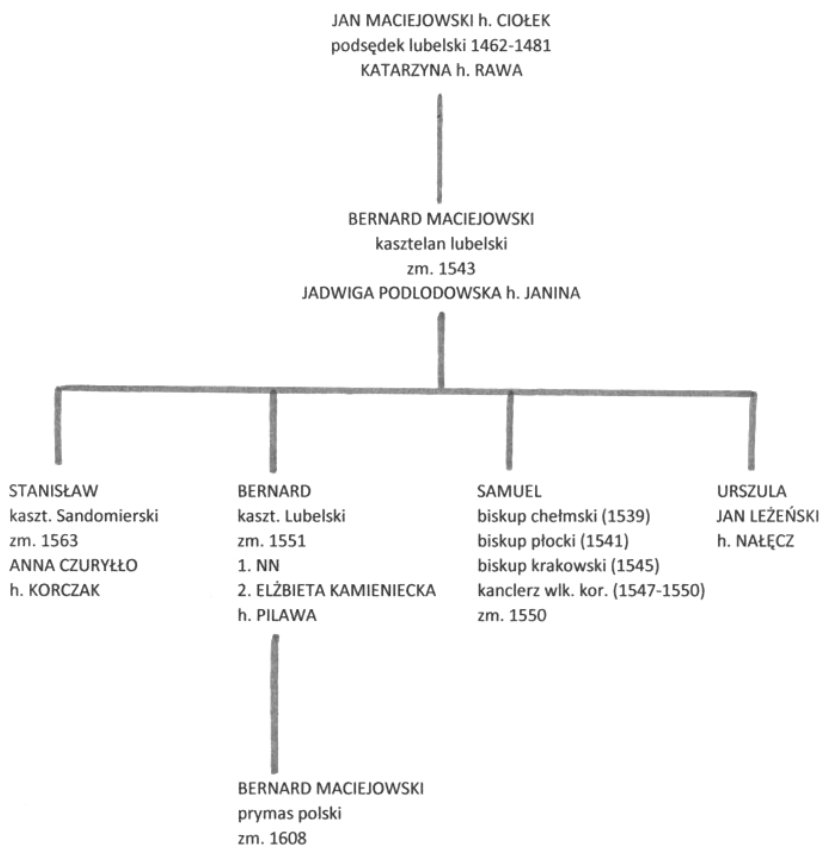 JAN MACIEJOWSKI h. CIOŁEK
podsędek lubelski 1462-1481
KATARZYNA h. RAWA
BERNARD MACIEJOWSKI
kasztelan lubelski
zm. 1543
JADWIGA PODLODOWSKA h. JANINA
STANISŁAW
kaszt. Sandomierski
zm. 1563
ANNA CZURYŁŁO
h. KORCZAK
BERNARD
kaszt. Lubelski
zm. 1551
1. NN
2. ELŻBIETA KAMIENIECKA
h. PILAWA
SAMUEL
biskup chełmski (1539)
biskup płocki (1541)
biskup krakowski (1545)
kanclerz wlk. kor. (1547-1550)
zm. 1550
URSZULA
JAN LEŻEŃSKI
h. NAŁĘCZ
BERNARD MACIEJOWSKI
prymas polski
zm. 1608